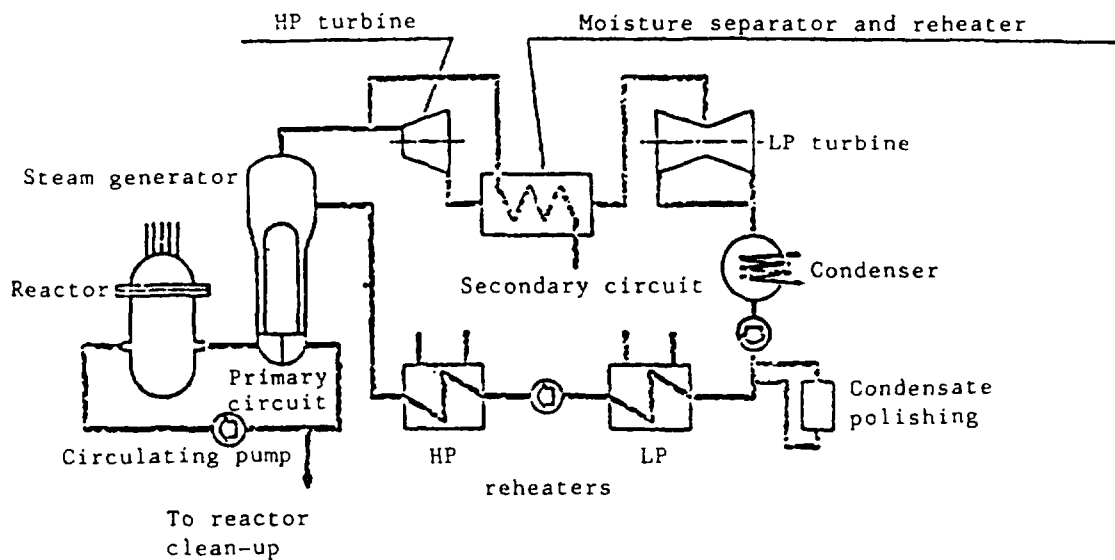 HP turbine
Moisture separator and reheater
LP turbine
Steam generator
Reactor
Secondary circuit
Condenser
Primary
circuit
Condensate
polishing
Circulating pump
HP
LP
reheaters
To reactor
clean-up